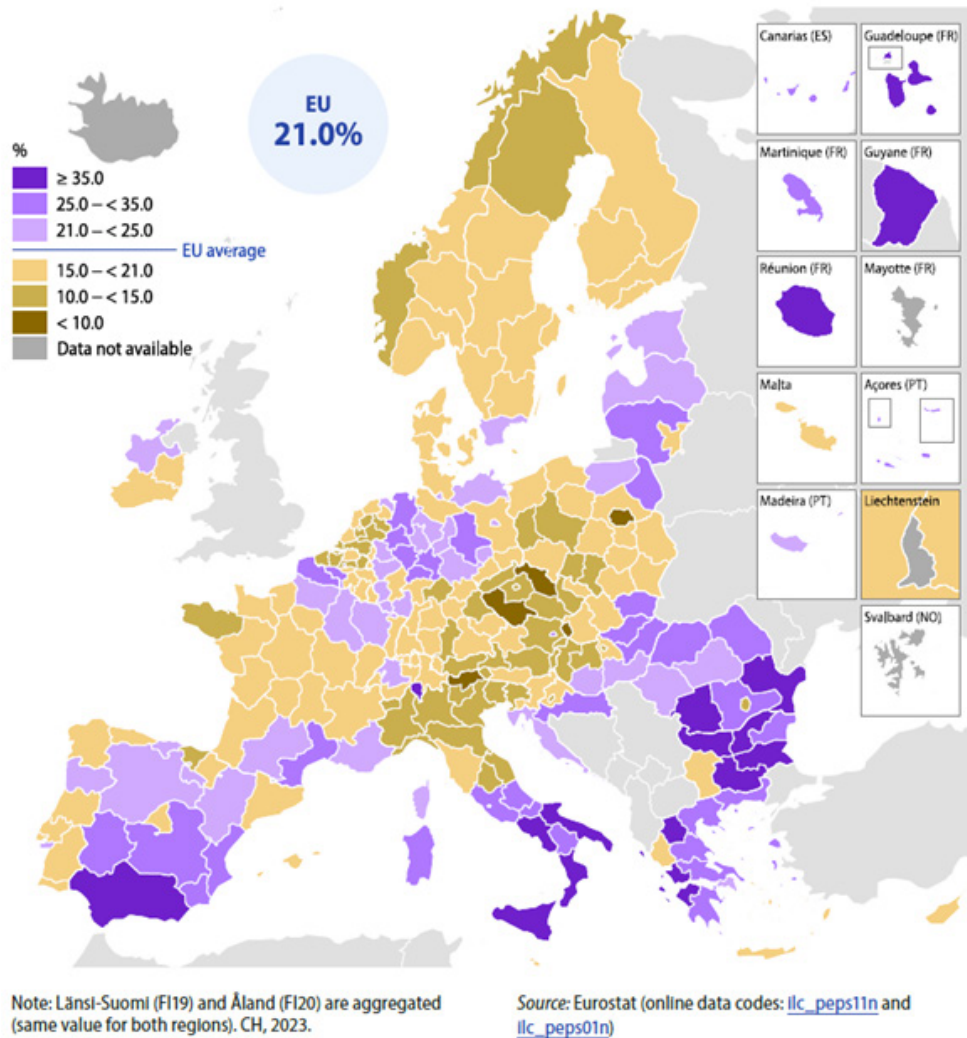 Canarias (ES)
Guadeloupe (FR)
EU
21.0%
%
≥ 35.0
25.0 – < 35.0
21.0 – < 25.0
EU average
15.0 – < 21.0
10.0 – < 15.0
< 10.0
Data not available
Martinique (FR)
Guyane (FR)
Réunion (FR)
Mayotte (FR)
Malta
Açores (PT)
Madeira (PT)
Liechtenstein
Svalbard (NO)
Note: Länsi-Suomi (FI19) and Åland (FI20) are aggregated
(same value for both regions). CH, 2023.
Source: Eurostat (online data codes: ilc_peps11n and
ilc_peps01n)